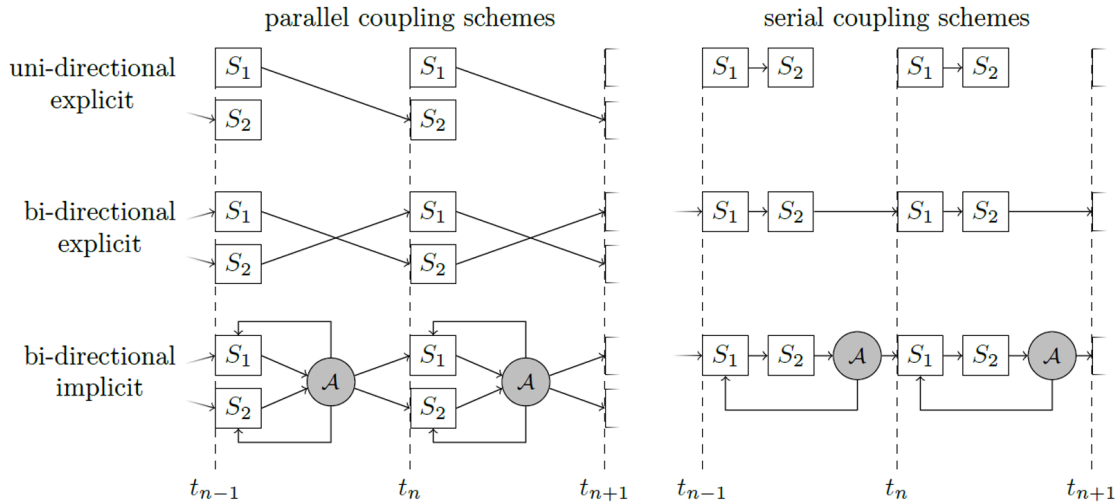 parallel coupling schemes
serial coupling schemes
uni-directional
explicit
S₁ S₁ S₁ S₂ S₁ S₂
S₂ S₂
bi-directional
explicit
S₁ S₁ S₁ S₂ S₁ S₂
S₂ S₂
bi-directional
implicit
S₁ S₁ S₁ S₂ 𝒜 S₁ S₂ 𝒜
𝒜 𝒜
S₂ S₂
tₙ₋₁ tₙ tₙ₊₁ tₙ₋₁ tₙ tₙ₊₁